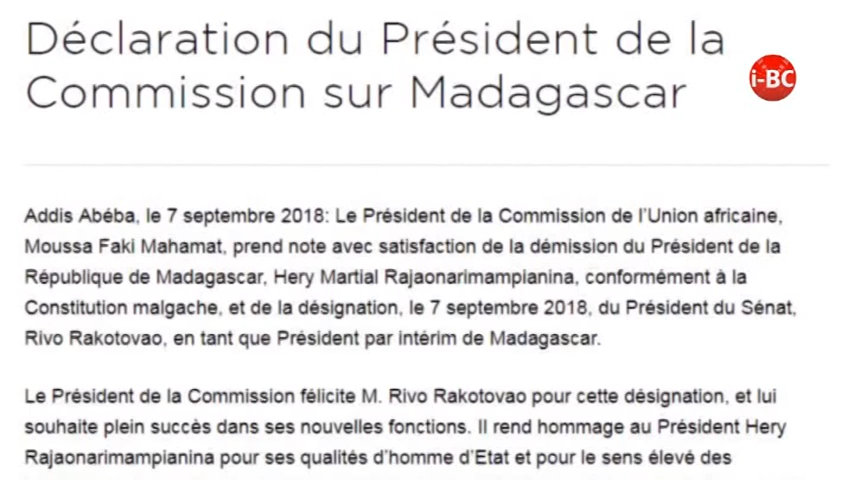 Déclaration du Président de la
Commission sur Madagascar
i-BC
Addis Abéba, le 7 septembre 2018: Le Président de la Commission de l'Union africaine,
Moussa Faki Mahamat, prend note avec satisfaction de la démission du Président de la
République de Madagascar, Hery Martial Rajaonarimampianina, conformément à la
Constitution malgache, et de la désignation, le 7 septembre 2018, du Président du Sénat,
Rivo Rakotovao, en tant que Président par intérim de Madagascar.
Le Président de la Commission félicite M. Rivo Rakotovao pour cette désignation, et lui
souhaite plein succès dans ses nouvelles fonctions. Il rend hommage au Président Hery
Rajaonarimampianina pour ses qualités d'homme d'Etat et pour le sens élevé des